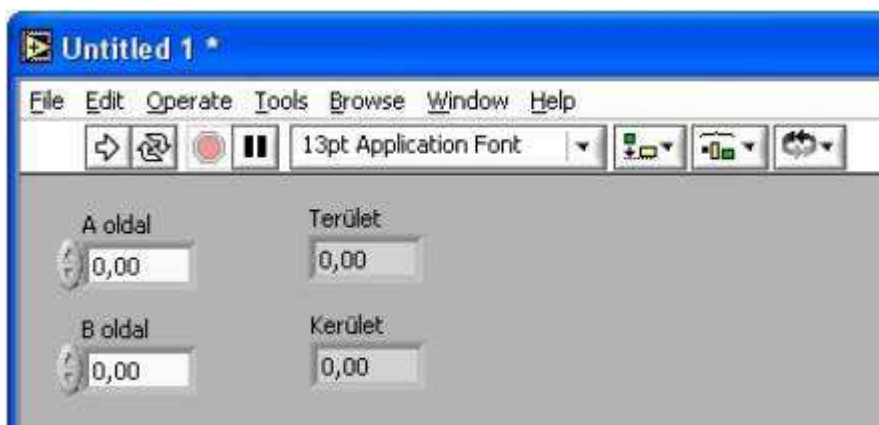 Untitled 1 *
File Edit Operate Tools Browse Window Help
13pt Application Font
A oldal
0,00
Terület
0,00
B oldal
0,00
Kerület
0,00